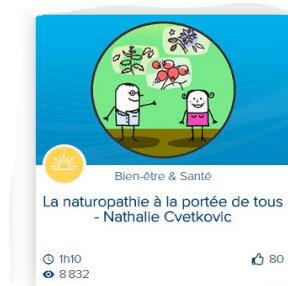 Bien-être & Santé
La naturopathie à la portée de tous
- Nathalie Cvetkovic
1h10
80
8 832